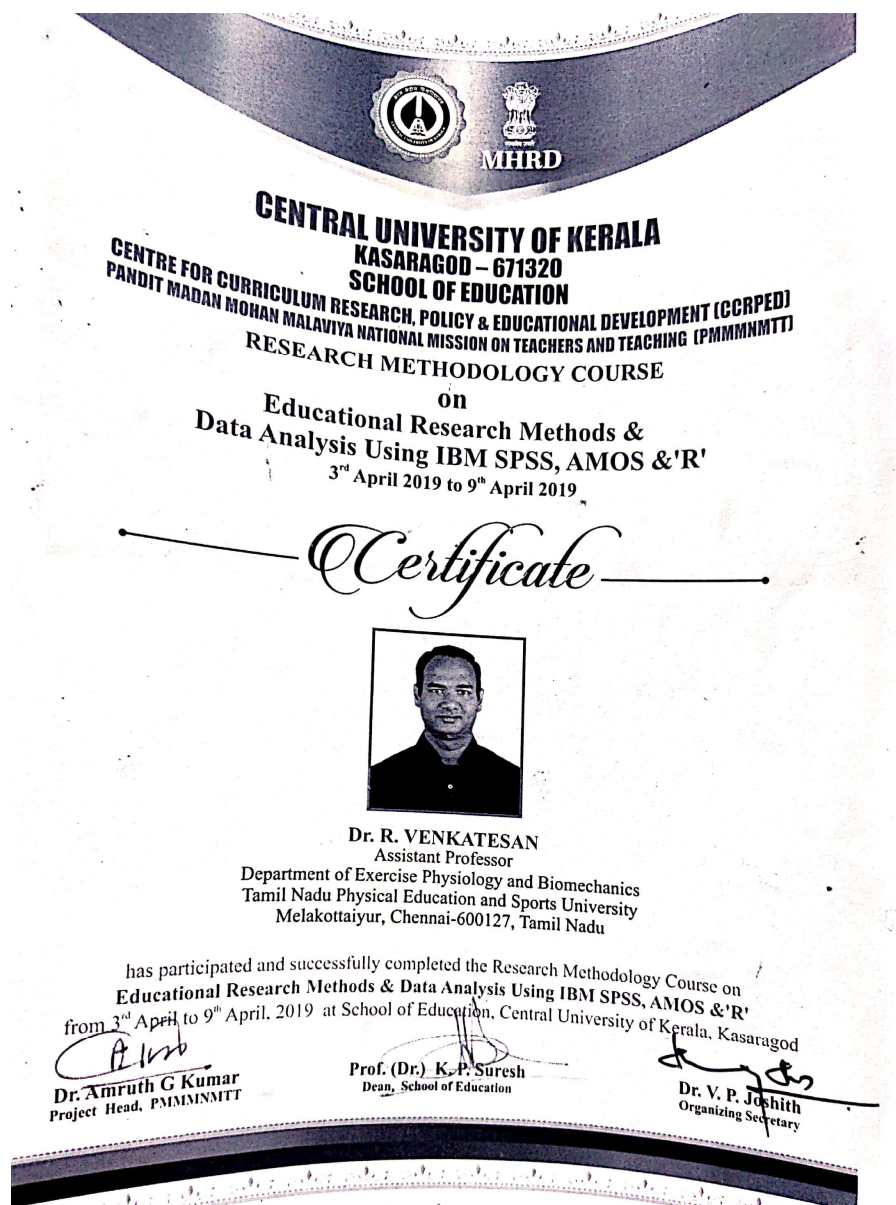 MHRD
CENTRAL UNIVERSITY OF KERALA
KASARAGOD – 671320
SCHOOL OF EDUCATION
CENTRE FOR CURRICULUM RESEARCH, POLICY & EDUCATIONAL DEVELOPMENT (CCRPED)
PANDIT MADAN MOHAN MALAVIYA NATIONAL MISSION ON TEACHERS AND TEACHING (PMMMNMTT)
RESEARCH METHODOLOGY COURSE
on
Educational Research Methods &
Data Analysis Using IBM SPSS, AMOS &'R'
3rd April 2019 to 9th April 2019
Certificate
Dr. R. VENKATESAN
Assistant Professor
Department of Exercise Physiology and Biomechanics
Tamil Nadu Physical Education and Sports University
Melakottaiyur, Chennai-600127, Tamil Nadu
has participated and successfully completed the Research Methodology Course on
Educational Research Methods & Data Analysis Using IBM SPSS, AMOS &'R'
from 3rd April to 9th April, 2019 at School of Education, Central University of Kerala, Kasaragod
Dr. Amruth G Kumar
Project Head, PMMMNMTT
Prof. (Dr.) K. P. Suresh
Dean, School of Education
Dr. V. P. Joshith
Organizing Secretary